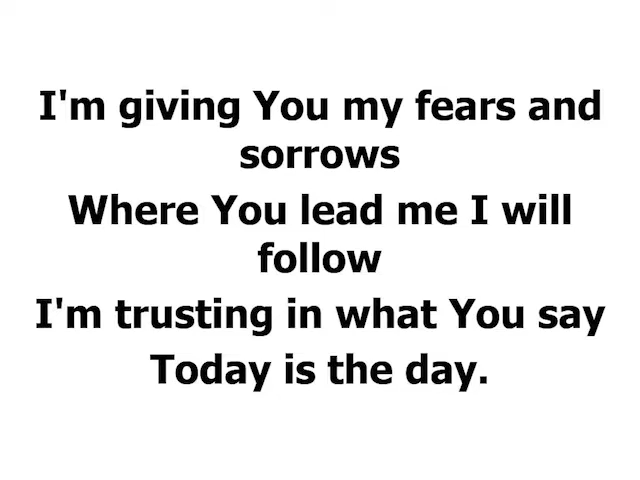 I'm giving You my fears and
sorrows
Where You lead me I will
follow
I'm trusting in what You say
Today is the day.